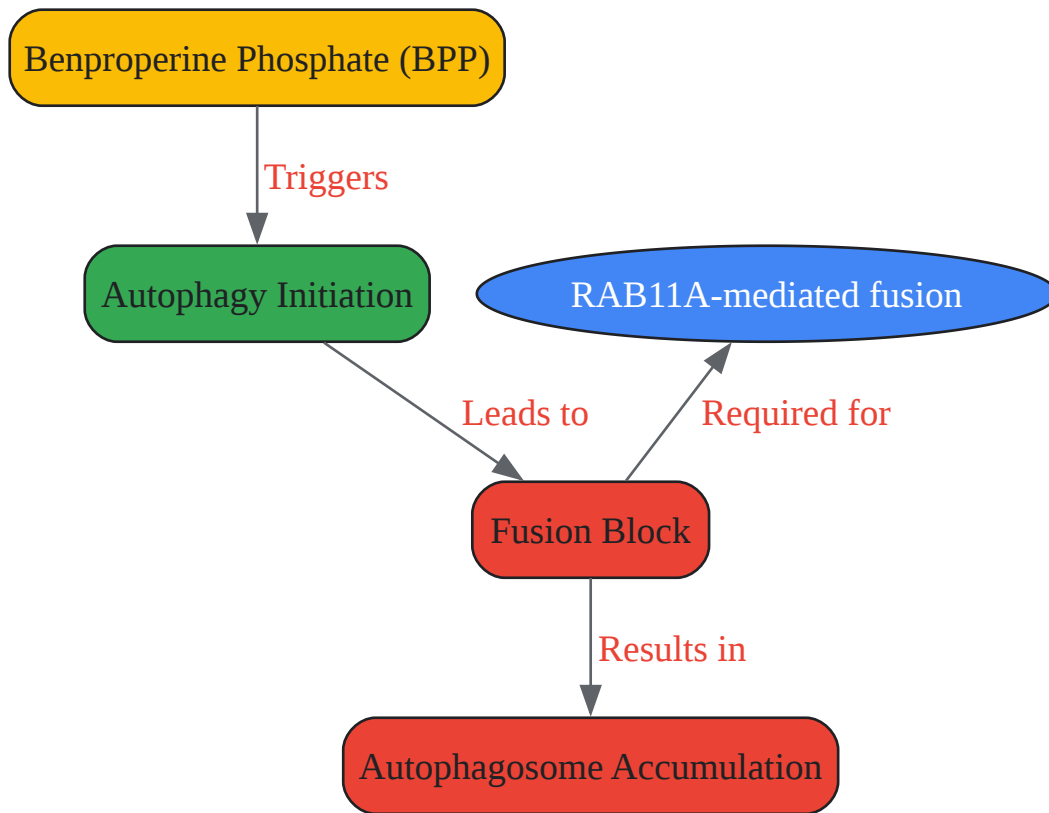 Benproperine Phosphate (BPP)
Triggers
Autophagy Initiation
RAB11A-mediated fusion
Leads to
Required for
Fusion Block
Results in
Autophagosome Accumulation